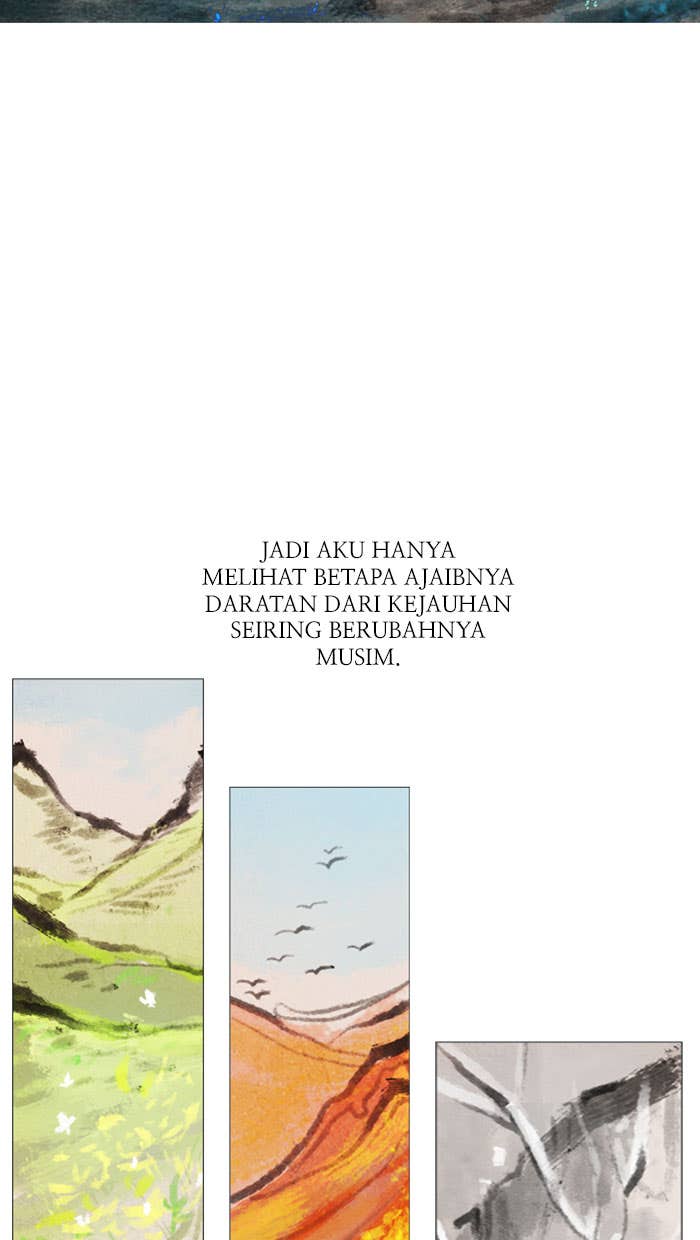 JADI AKU HANYA
MELIHAT BETAPA AJAIBNYA
DARATAN DARI KEJAUHAN
SEIRING BERUBAHNYA
MUSIM.